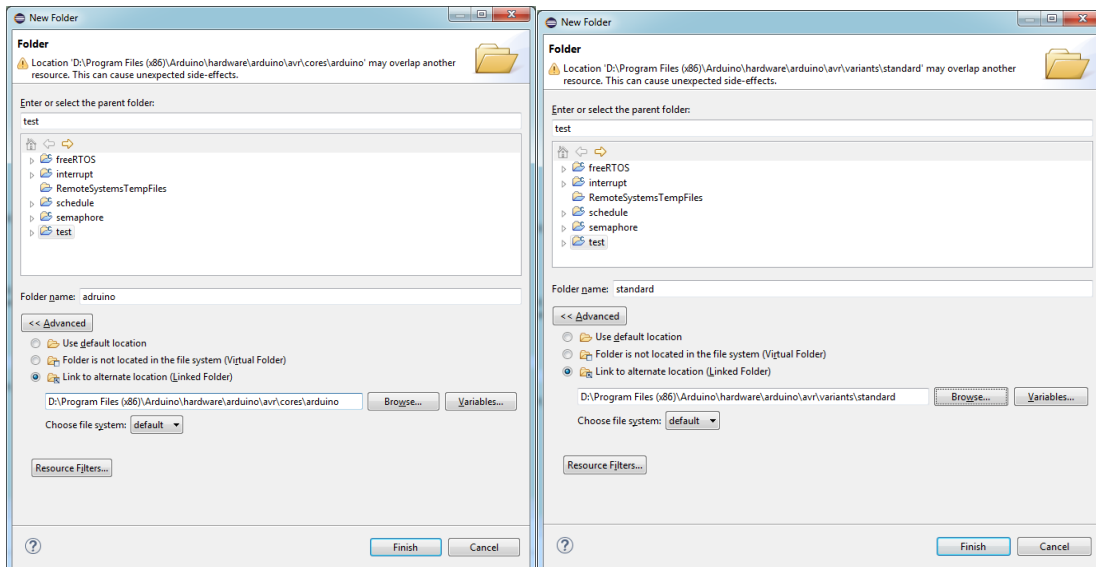 New Folder
Folder
Location 'D:\Program Files (x86)\Arduino\hardware\arduino\avr\cores\arduino' may overlap another
resource. This can cause unexpected side-effects.
Enter or select the parent folder:
test
freeRTOS
interrupt
RemoteSystemsTempFiles
schedule
semaphore
test
Folder name: adruino
<< Advanced
Use default location
Folder is not located in the file system (Virtual Folder)
Link to alternate location (Linked Folder)
D:\Program Files (x86)\Arduino\hardware\arduino\avr\cores\arduino Browse... Variables...
Choose file system: default
Resource Filters...
? Finish Cancel
New Folder
Folder
Location 'D:\Program Files (x86)\Arduino\hardware\arduino\avr\variants\standard' may overlap another
resource. This can cause unexpected side-effects.
Enter or select the parent folder:
test
freeRTOS
interrupt
RemoteSystemsTempFiles
schedule
semaphore
test
Folder name: standard
<< Advanced
Use default location
Folder is not located in the file system (Virtual Folder)
Link to alternate location (Linked Folder)
D:\Program Files (x86)\Arduino\hardware\arduino\avr\variants\standard Browse... Variables...
Choose file system: default
Resource Filters...
? Finish Cancel